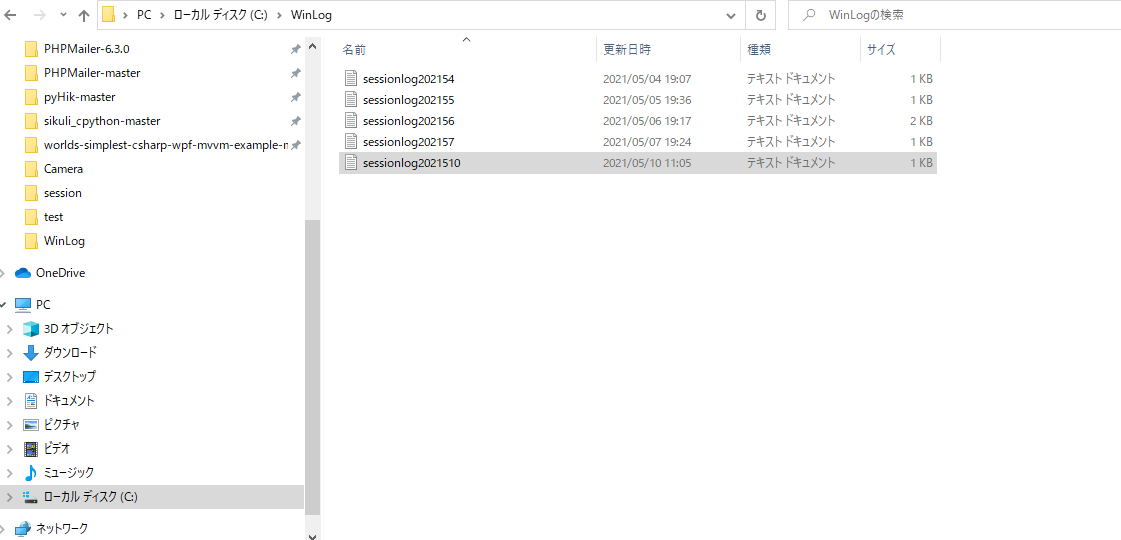 PC ローカル ディスク (C:) WinLog
WinLogの検索
PHPMailer-6.3.0
PHPMailer-master
pyHik-master
sikuli_cpython-master
worlds-simplest-csharp-wpf-mvvm-example-r
Camera
session
test
WinLog
OneDrive
PC
3D オブジェクト
ダウンロード
デスクトップ
ドキュメント
ピクチャ
ビデオ
ミュージック
ローカル ディスク (C:)
ネットワーク
名前 更新日時 種類 サイズ
sessionlog202154 2021/05/04 19:07 テキスト ドキュメント 1 KB
sessionlog202155 2021/05/05 19:36 テキスト ドキュメント 1 KB
sessionlog202156 2021/05/06 19:17 テキスト ドキュメント 2 KB
sessionlog202157 2021/05/07 19:24 テキスト ドキュメント 1 KB
sessionlog2021510 2021/05/10 11:05 テキスト ドキュメント 1 KB